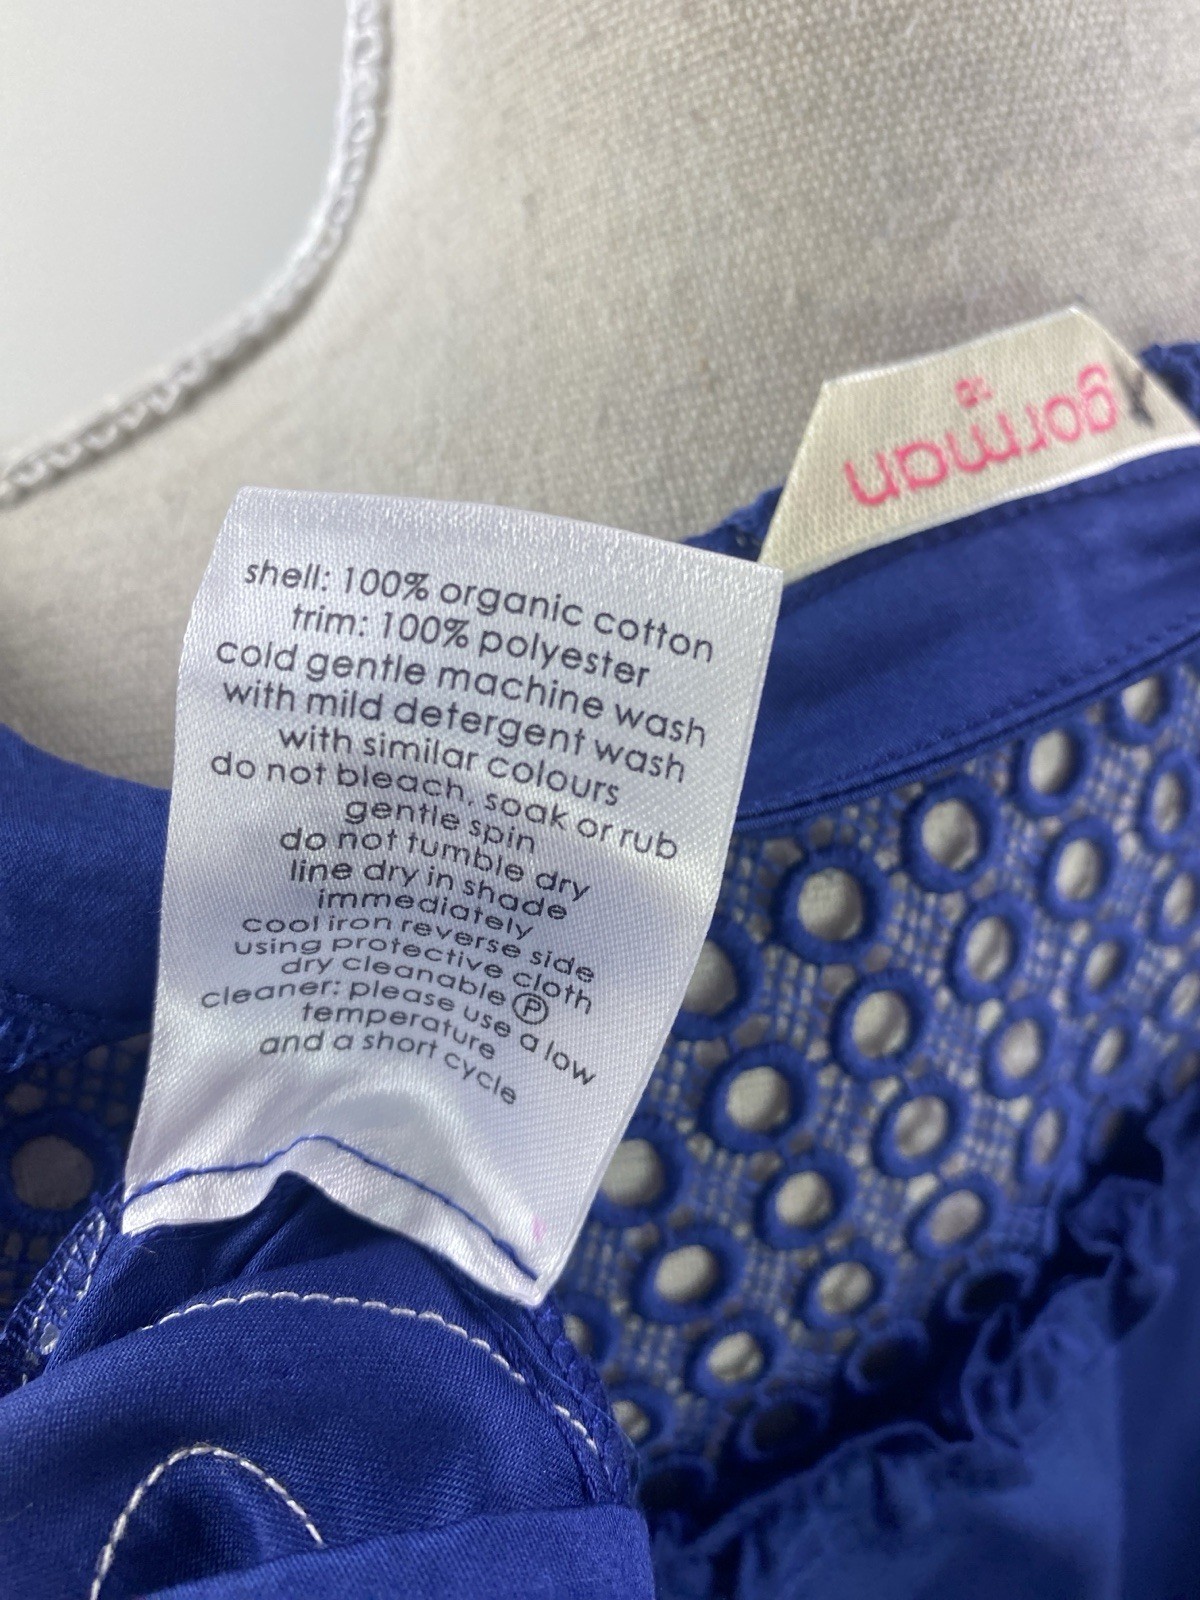 shell: 100% organic cotton
trim: 100% polyester
cold gentle machine wash
with mild detergent wash
with similar colours
do not bleach, soak or rub
gentle spin
do not tumble dry
line dry in shade
immediately
cool iron reverse side
using protective cloth
dry cleanable Ⓟ
cleaner: please use a low
temperature
and a short cycle
gorman